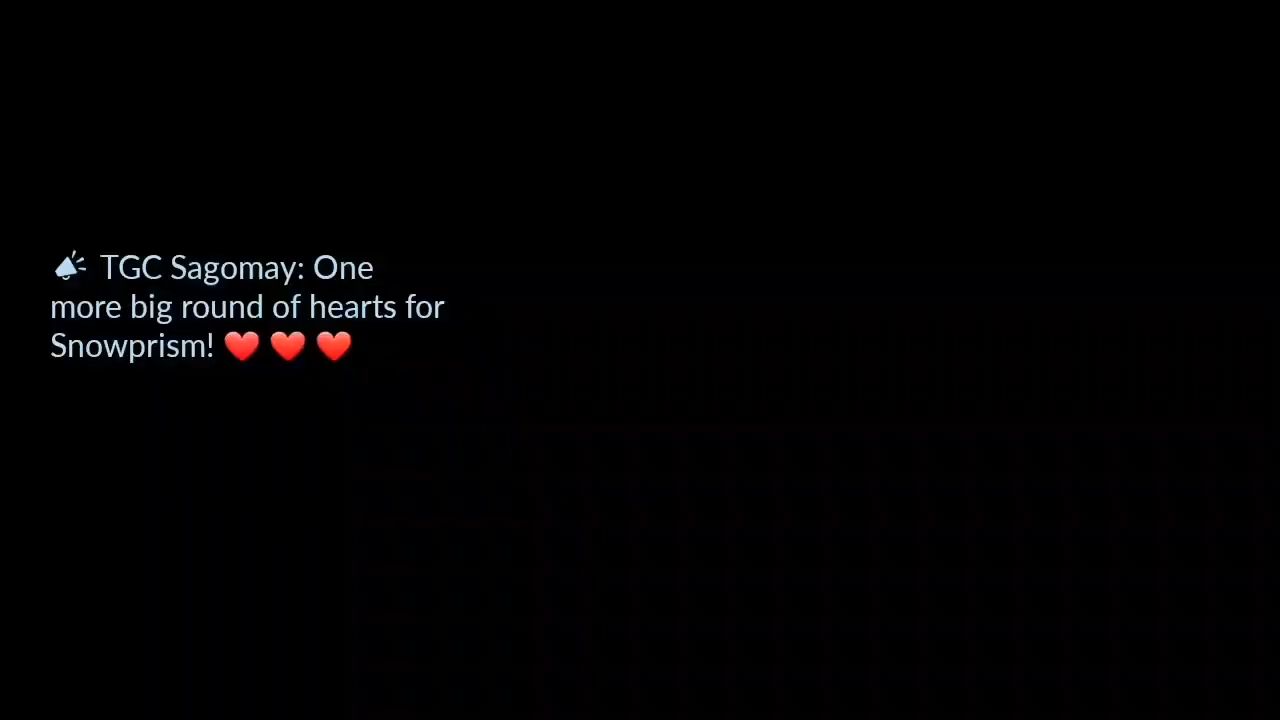 📣 TGC Sagomay: One
more big round of hearts for
Snowprism! ❤️ ❤️ ❤️